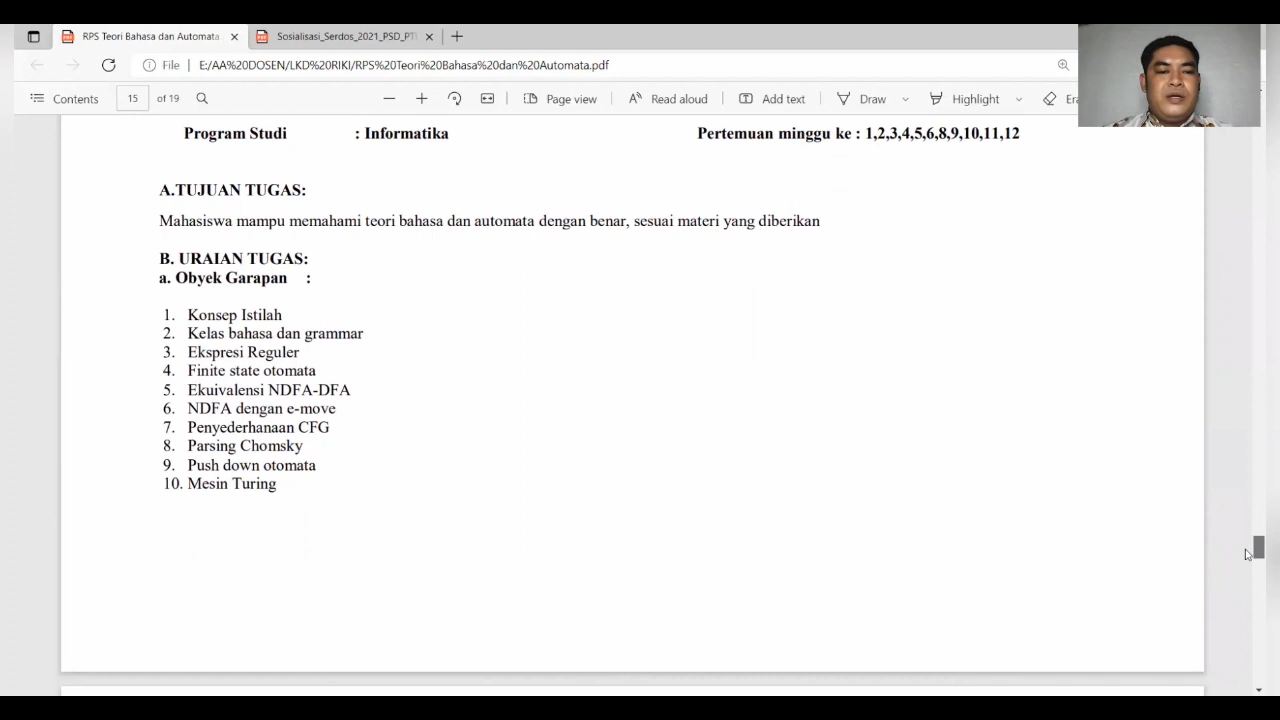 RPS Teori Bahasa dan Automata
Sosialisasi_Serdos_2021_PSD_PT
File
E:/AA%20DOSEN/LKD%20RIKI/RPS%20Teori%20Bahasa%20dan%20Automata.pdf
Contents
15
of 19
Page view
Read aloud
Add text
Draw
Highlight
Era
Program Studi : Informatika
Pertemuan minggu ke : 1,2,3,4,5,6,8,9,10,11,12
A.TUJUAN TUGAS:
Mahasiswa mampu memahami teori bahasa dan automata dengan benar, sesuai materi yang diberikan
B. URAIAN TUGAS:
a. Obyek Garapan :
1. Konsep Istilah
2. Kelas bahasa dan grammar
3. Ekspresi Reguler
4. Finite state otomata
5. Ekuivalensi NDFA-DFA
6. NDFA dengan e-move
7. Penyederhanaan CFG
8. Parsing Chomsky
9. Push down otomata
10. Mesin Turing